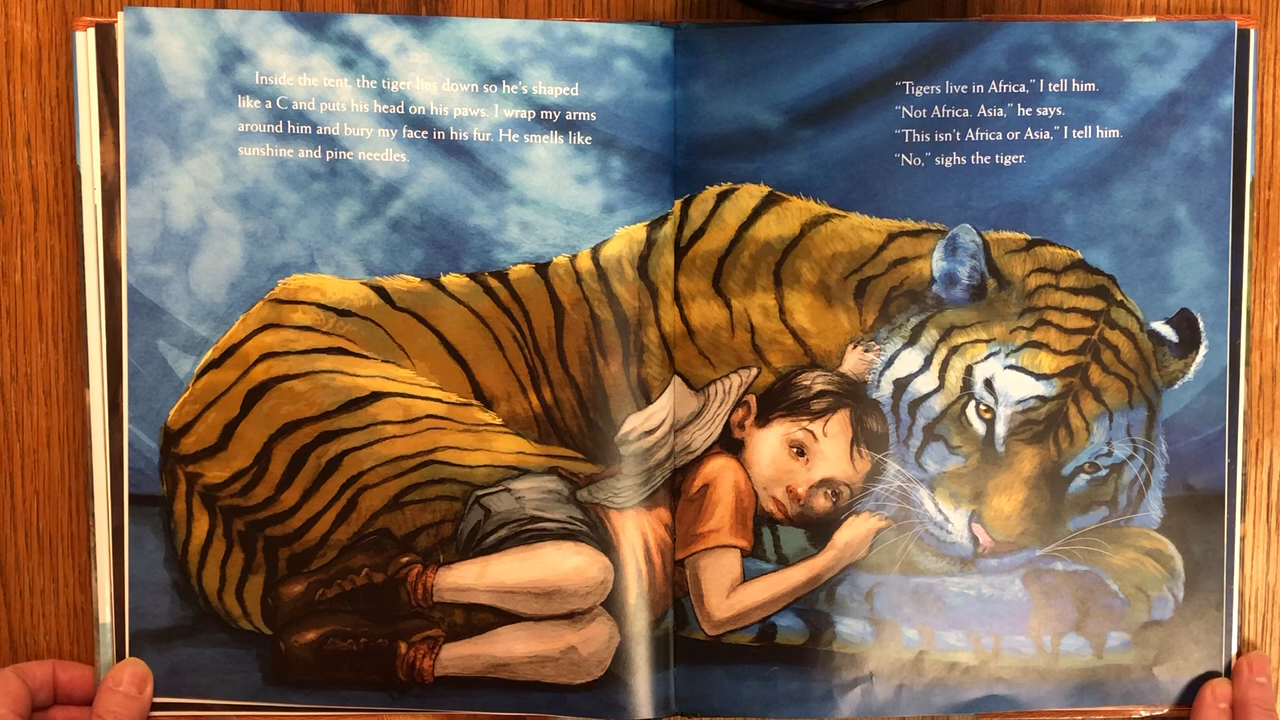 Inside the tent, the tiger lies down so he's shaped
like a C and puts his head on his paws. I wrap my arms
around him and bury my face in his fur. He smells like
sunshine and pine needles.
“Tigers live in Africa,” I tell him.
“Not Africa. Asia,” he says.
“This isn't Africa or Asia,” I tell him.
“No,” sighs the tiger.